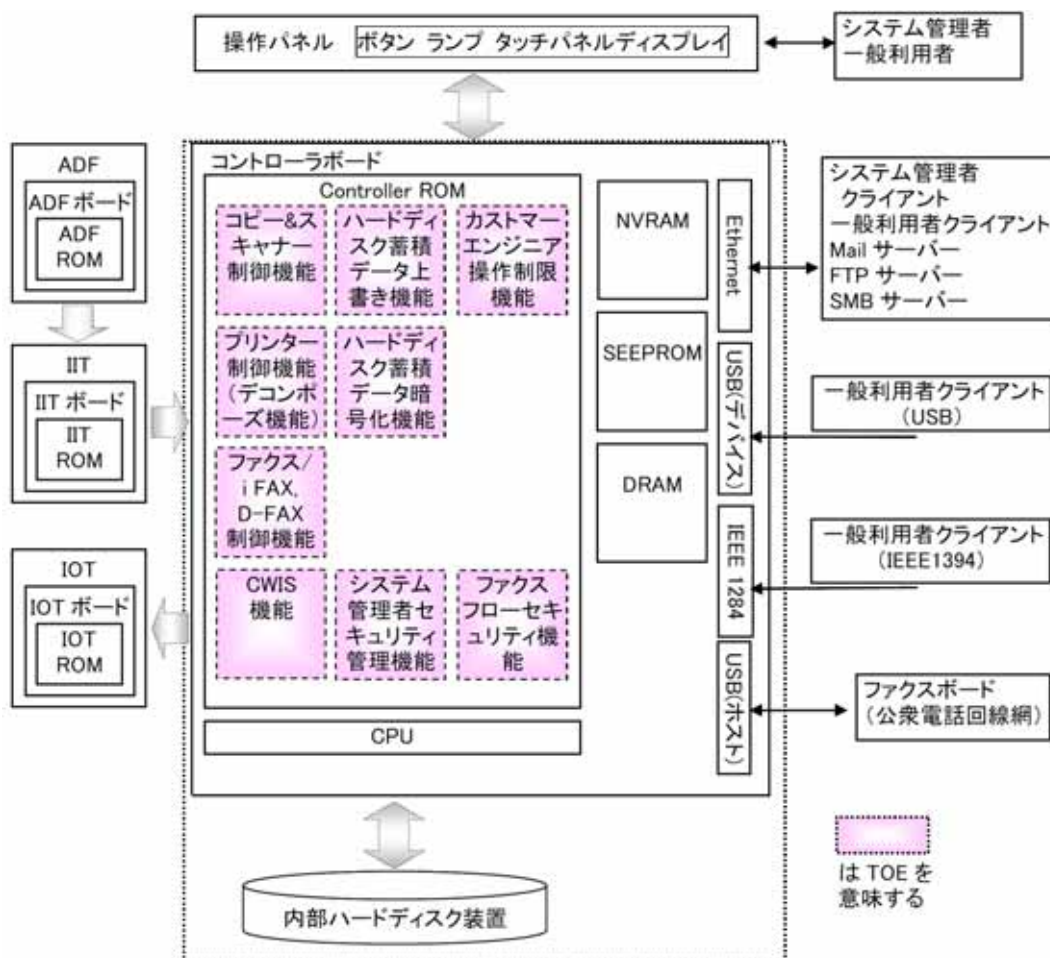 操作パネル
ボタン ランプ タッチパネルディスプレイ
システム管理者
一般利用者
ADF
ADF ボード
ADF
ROM
IIT
IIT ボード
IIT
ROM
IOT
IOT ボード
IOT
ROM
コントローラボード
Controller ROM
コピー&ス
キャナー
制御機能
ハードディ
スク蓄積
データ上
書き機能
カストマー
エンジニア
操作制限
機能
プリンター
制御機能
(デコンポ
ーズ機能)
ハードディ
スク蓄積
データ暗
号化機能
ファクス/
i FAX,
D-FAX
制御機能
CWIS
機能
システム
管理者セ
キュリティ
管理機能
ファクス
フローセキ
ュリティ機
能
CPU
NVRAM
SEEPROM
DRAM
Ethernet
USB(デバイス)
IEEE 1284
USB(ホスト)
システム管理者
クライアント
一般利用者クライアント
Mail サーバー
FTP サーバー
SMB サーバー
一般利用者クライアント
(USB)
一般利用者クライアント
(IEEE1394)
ファクスボード
(公衆電話回線網)
内部ハードディスク装置
は TOE を
意味する